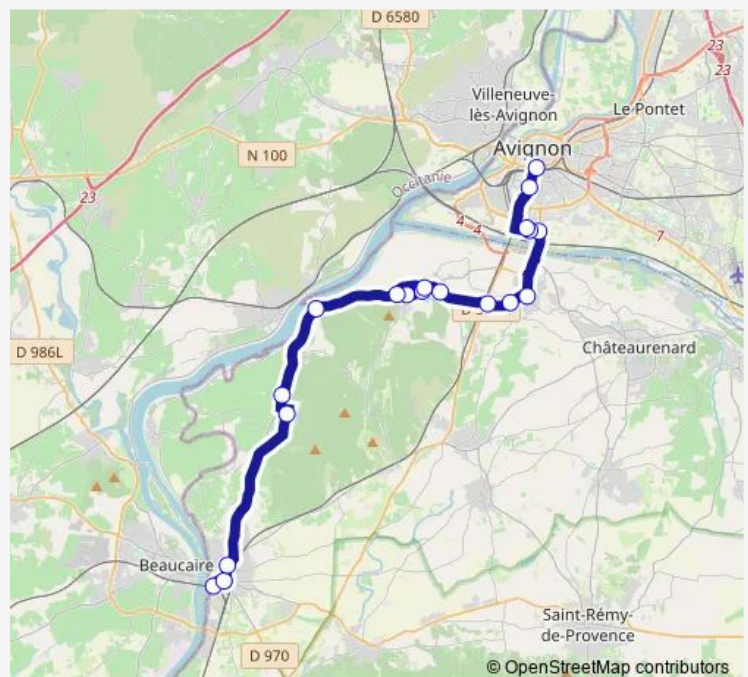 D 6580
23
23
Villeneuve-
lès-Avignon
Le Pontet
Avignon
N 100
Occitanie
23
4
4
7
D 986L
Châteaurenard
Beaucaire
Saint-Rémy-
de-Provence
D 970
© OpenStreetMap contributors